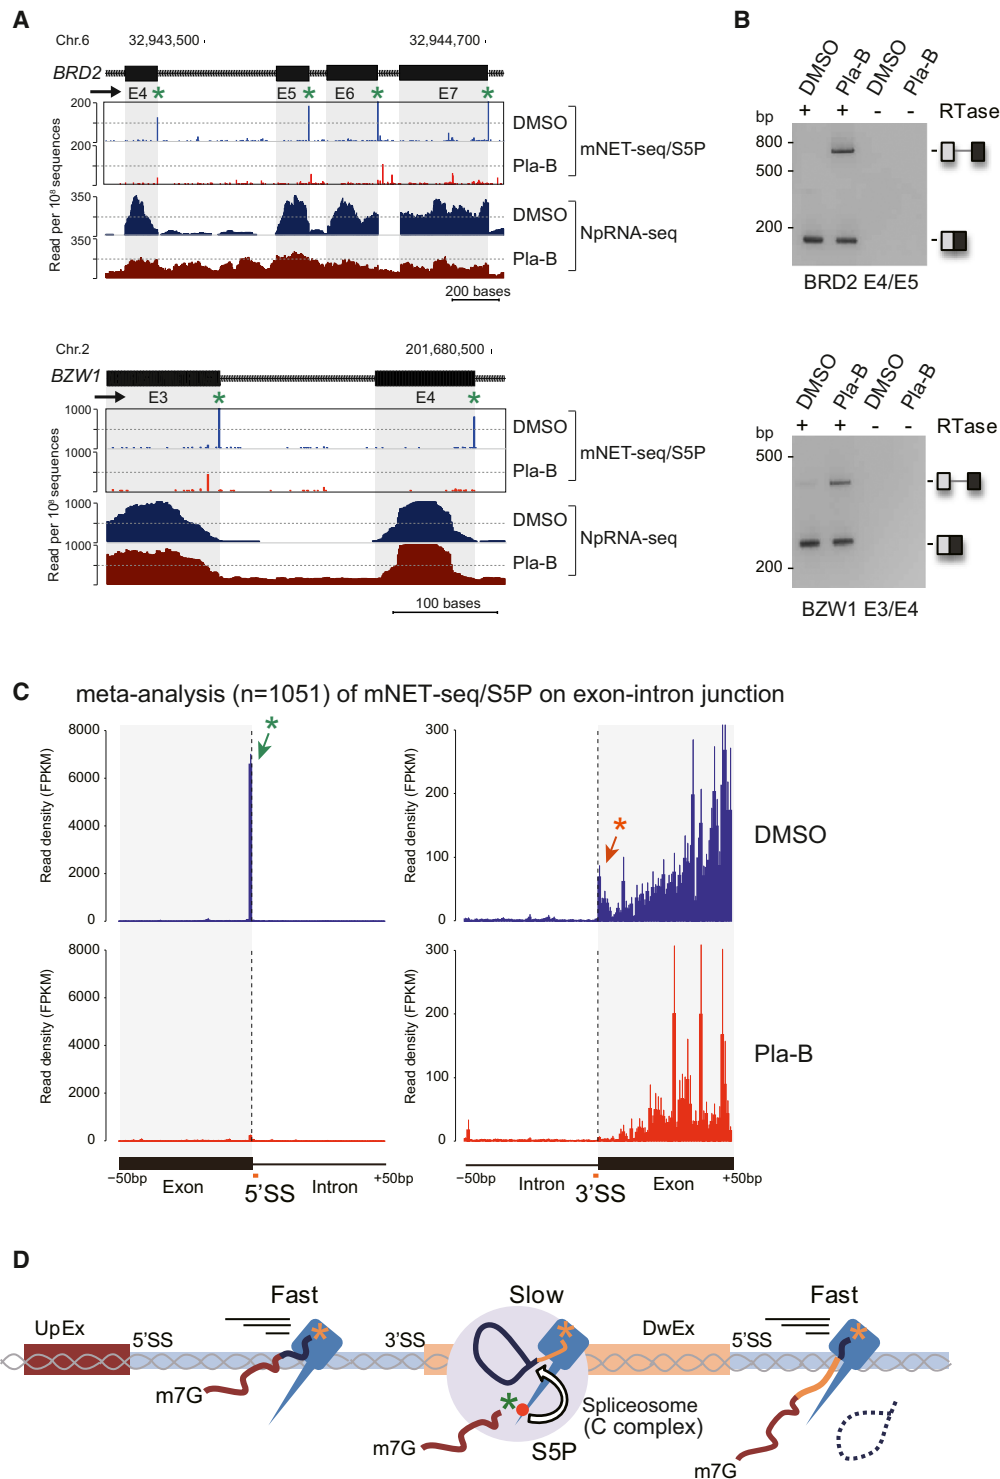 A
Chr.6 32,943,500 32,944,700
BRD2
E4 * E5 * E6 * E7 *
200
DMSO
200
Pla-B
mNET-seq/S5P
350
DMSO
350
Pla-B
NpRNA-seq
Read per 10⁸ sequences
200 bases
Chr.2 201,680,500
BZW1
E3 * E4 *
1000
DMSO
1000
Pla-B
mNET-seq/S5P
1000
DMSO
1000
Pla-B
NpRNA-seq
Read per 10⁸ sequences
100 bases
B
DMSO Pla-B DMSO Pla-B
+ + - - RTase
bp
800
500
200
BRD2 E4/E5
DMSO Pla-B DMSO Pla-B
+ + - - RTase
bp
500
200
BZW1 E3/E4
C
meta-analysis (n=1051) of mNET-seq/S5P on exon-intron junction
Read density (FPKM)
8000
6000
4000
2000
0
*
Read density (FPKM)
300
200
100
0
*
DMSO
Read density (FPKM)
8000
6000
4000
2000
0
Read density (FPKM)
300
200
100
0
Pla-B
−50bp Exon 5'SS Intron +50bp
−50bp Intron 3'SS Exon +50bp
D
Fast Slow Fast
UpEx 5'SS * 3'SS * DwEx 5'SS *
m7G
*
Spliceosome
(C complex)
S5P
m7G
m7G